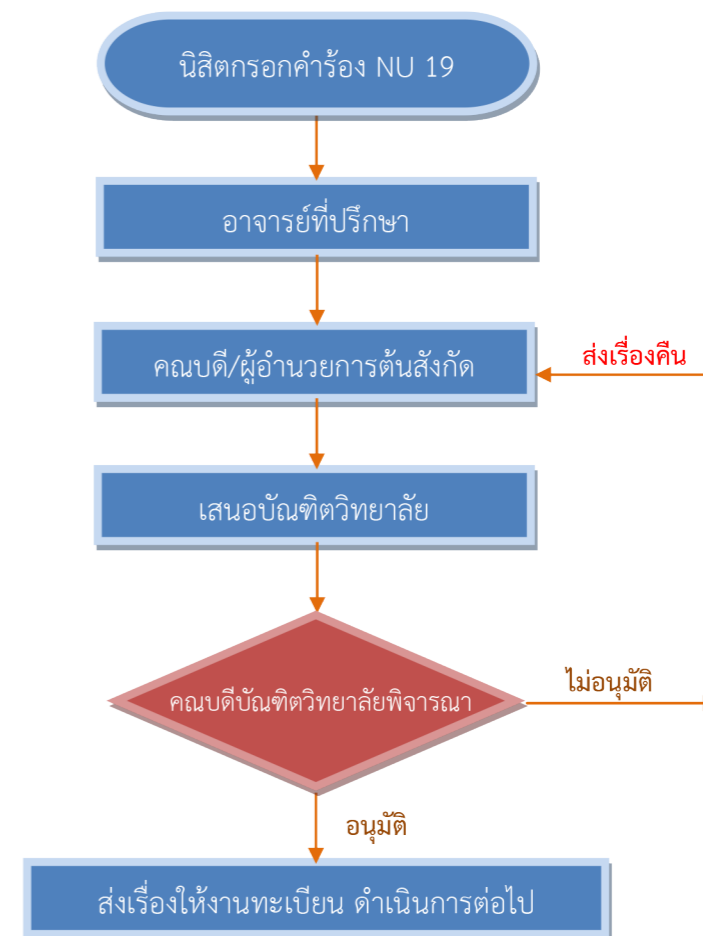 นิสิตกรอกคำร้อง NU 19
อาจารย์ที่ปรึกษา
คณบดี/ผู้อำนวยการต้นสังกัด
ส่งเรื่องคืน
เสนอบัณฑิตวิทยาลัย
คณบดีบัณฑิตวิทยาลัยพิจารณา
ไม่อนุมัติ
อนุมัติ
ส่งเรื่องให้งานทะเบียน ดำเนินการต่อไป